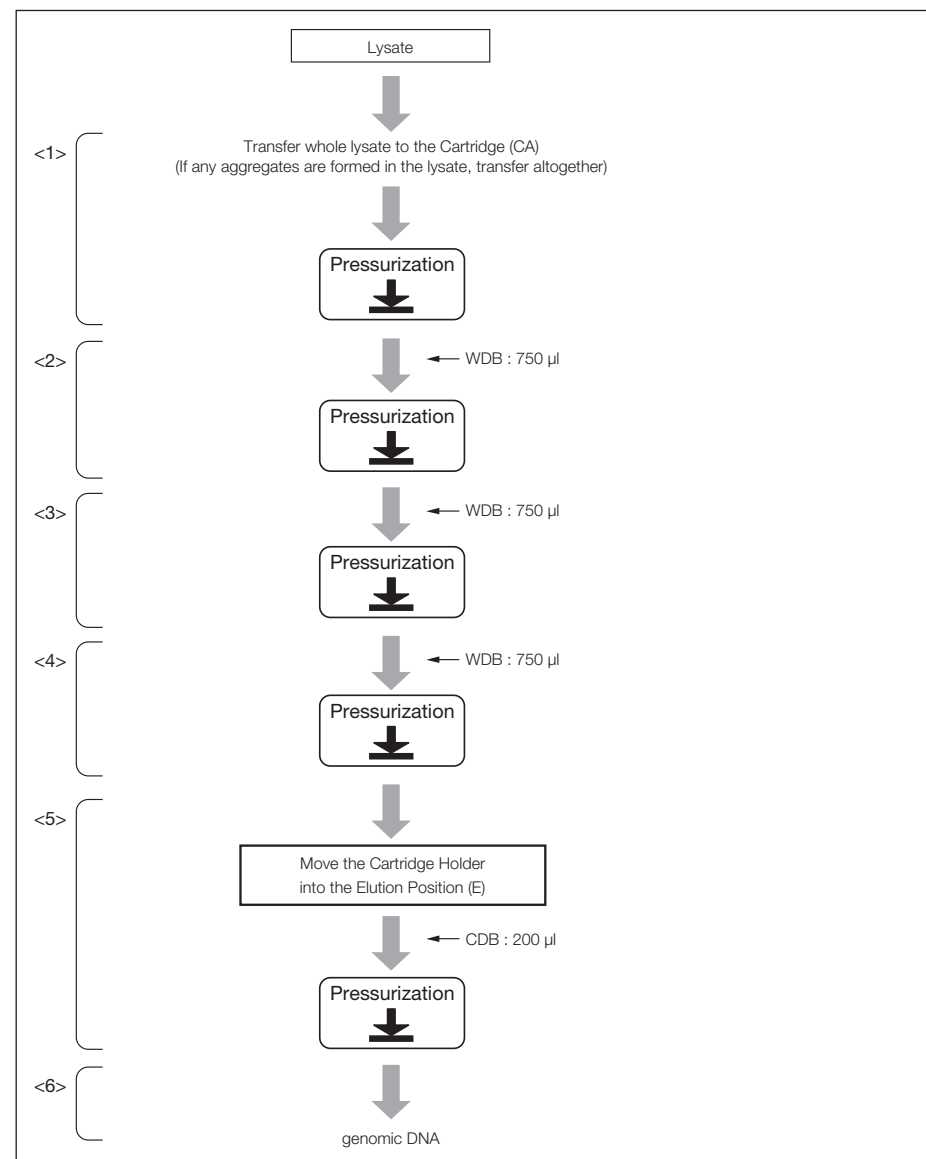 Lysate
<1>
Transfer whole lysate to the Cartridge (CA)
(If any aggregates are formed in the lysate, transfer altogether)
Pressurization
<2>
WDB : 750 µl
Pressurization
<3>
WDB : 750 µl
Pressurization
<4>
WDB : 750 µl
Pressurization
<5>
Move the Cartridge Holder
into the Elution Position (E)
CDB : 200 µl
Pressurization
<6>
genomic DNA